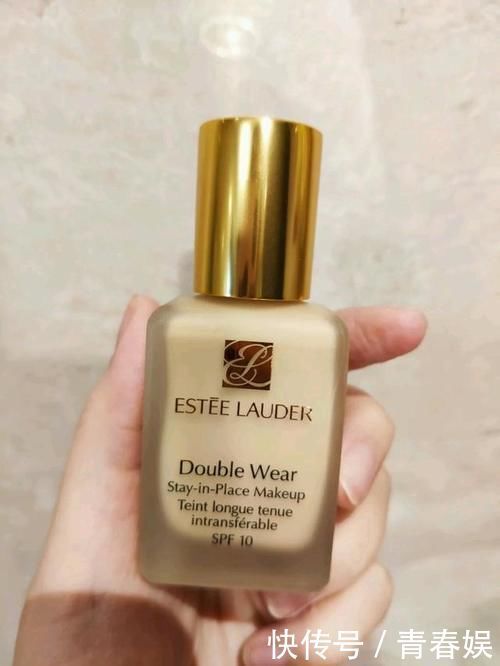 ESTĒE LAUDER
Double Wear
Stay-in-Place Makeup
Teint longue tenue
intransférable
SPF 10
快传号 / 青春娱